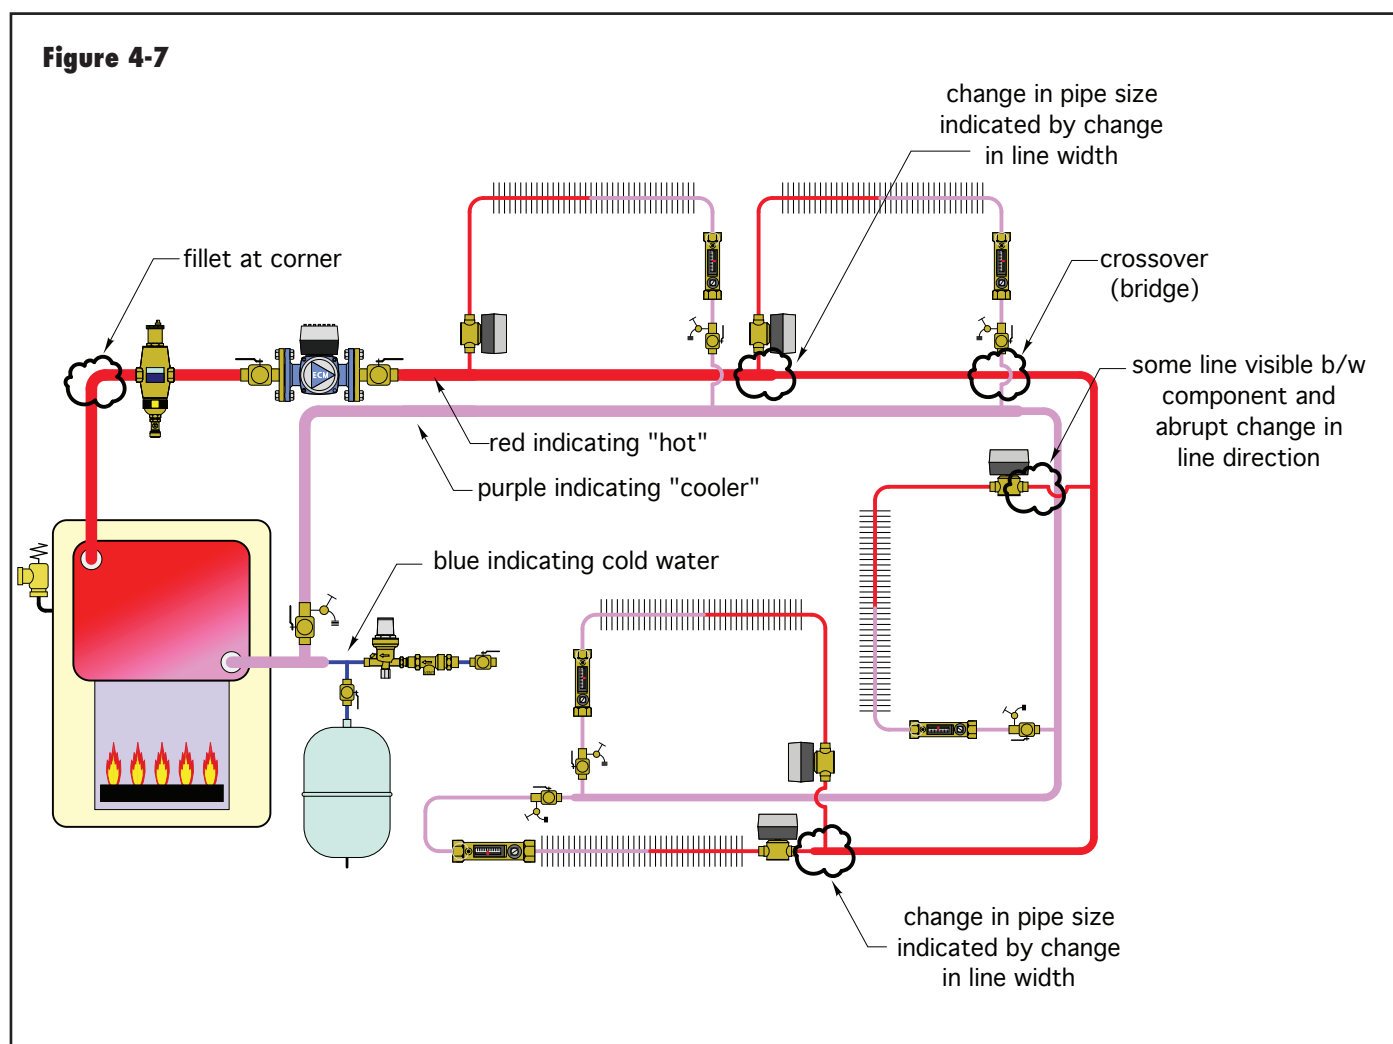 Figure 4-7
change in pipe size
indicated by change
in line width
fillet at corner
crossover
(bridge)
some line visible b/w
component and
abrupt change in
line direction
ECM
red indicating "hot"
purple indicating "cooler"
blue indicating cold water
change in pipe size
indicated by change
in line width